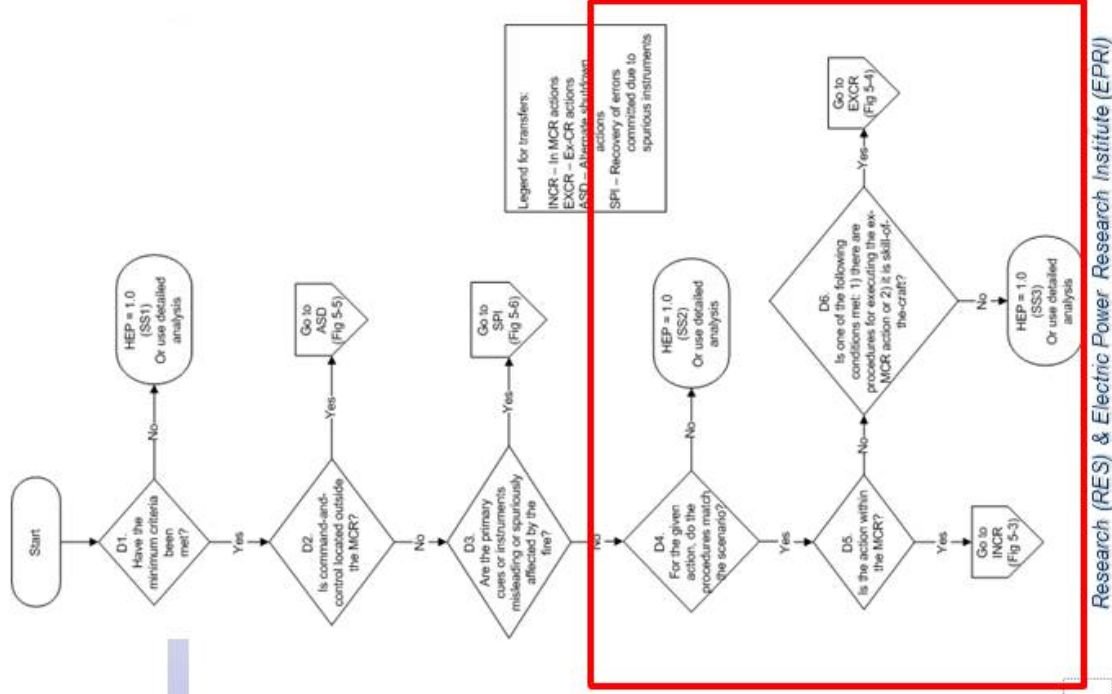 Start
D1.
Have the
minimum criteria
been
met?
No
HEP = 1.0
(SS1)
Or use detailed
analysis
Yes
D2.
Is command-and-
control located outside
the MCR?
Yes
Go to
ASD
(Fig 5-5)
No
D3.
Are the primary
cues or instruments
misleading or spuriously
affected by the
fire?
Yes
Go to
SPI
(Fig 5-6)
No
D4.
For the given
action, do the
procedures match
the scenario?
No
HEP = 1.0
(SS2)
Or use detailed
analysis
Yes
D5.
Is the action within
the MCR?
Yes
Go to
INCR
(Fig 5-3)
No
D6.
Is one of the following
conditions met: 1) there are
procedures for executing the ex-
MCR action or 2) it is skill-of-
the-craft?
Yes
Go to
EXCR
(Fig 5-4)
No
HEP = 1.0
(SS3)
Or use detailed
analysis
Legend for transfers:
INCR – In MCR actions
EXCR – Ex-CR actions
ASD – Alternate shutdown
actions
SPI – Recovery of errors
committed due to
spurious instruments
Research (RES) & Electric Power Research Institute (EPRI)